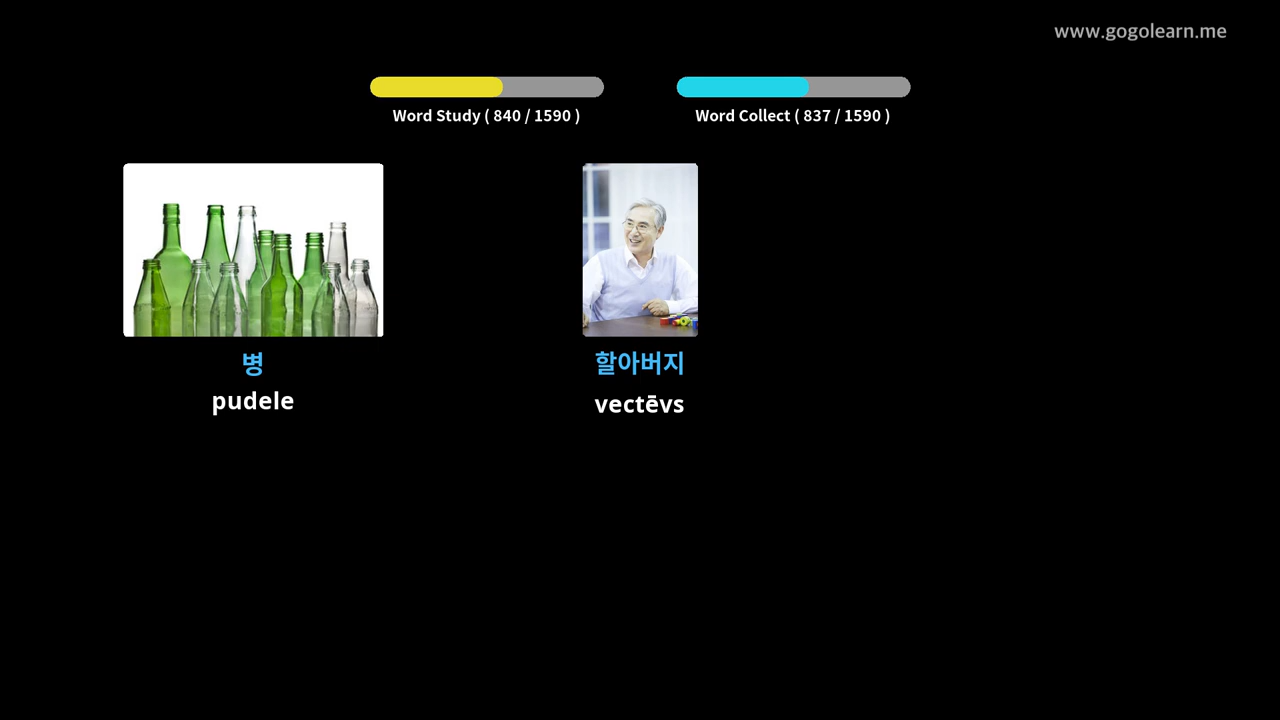 www.gogolearn.me
Word Study ( 840 / 1590 )
Word Collect ( 837 / 1590 )
병
pudele
할아버지
vectēvs